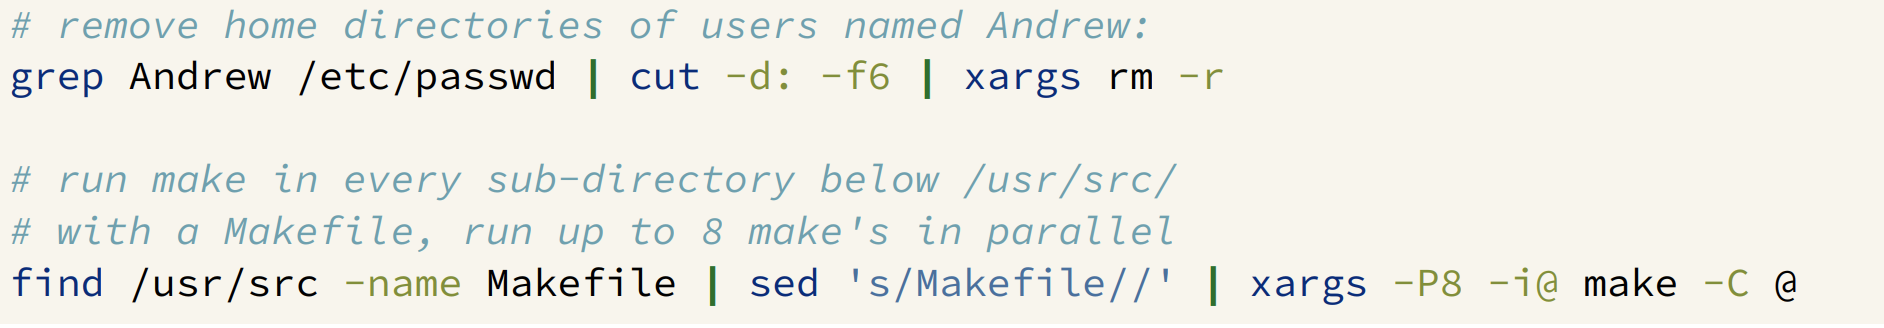 # remove home directories of users named Andrew:
grep Andrew /etc/passwd | cut -d: -f6 | xargs rm -r
# run make in every sub-directory below /usr/src/
# with a Makefile, run up to 8 make's in parallel
find /usr/src -name Makefile | sed 's/Makefile//' | xargs -P8 -i@ make -C @